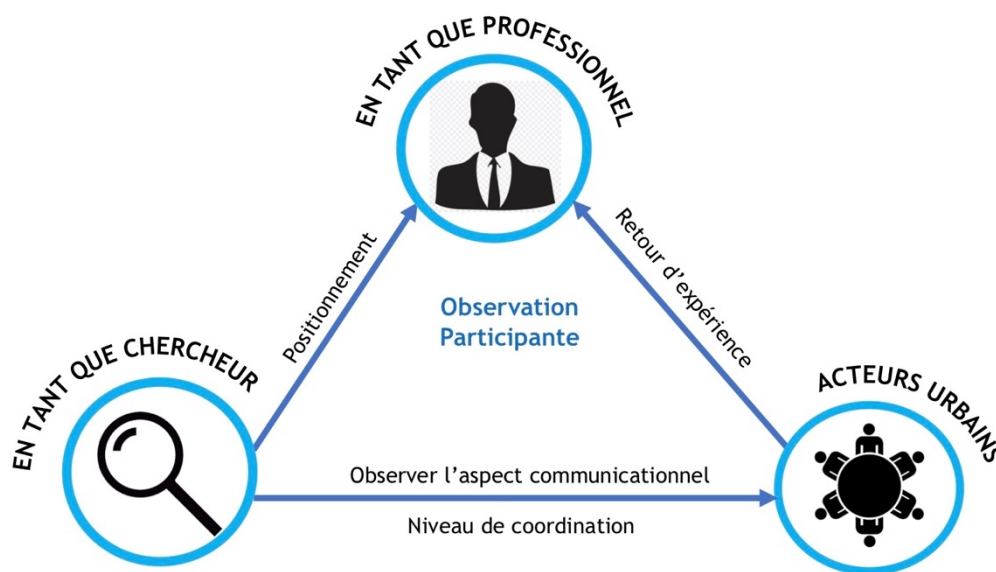 EN TANT QUE PROFESSIONNEL
Positionnement
Retour d’expérience
Observation
Participante
EN TANT QUE CHERCHEUR
ACTEURS URBAINS
Observer l’aspect communicationnel
Niveau de coordination